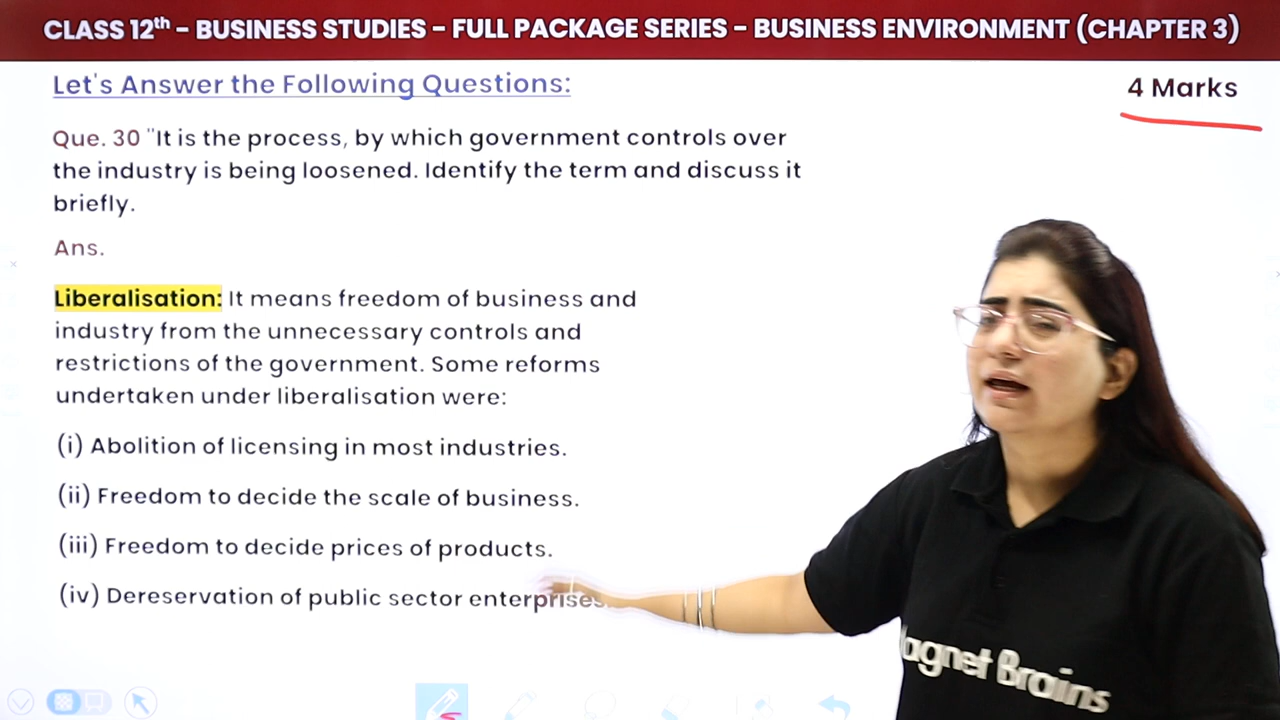 CLASS 12th – BUSINESS STUDIES – FULL PACKAGE SERIES – BUSINESS ENVIRONMENT (CHAPTER 3)
Let's Answer the Following Questions:
4 Marks
Que. 30 "It is the process, by which government controls over
the industry is being loosened. Identify the term and discuss it
briefly.
Ans.
Liberalisation: It means freedom of business and
industry from the unnecessary controls and
restrictions of the government. Some reforms
undertaken under liberalisation were:
(i) Abolition of licensing in most industries.
(ii) Freedom to decide the scale of business.
(iii) Freedom to decide prices of products.
(iv) Dereservation of public sector enterprises.
Magnet Brains